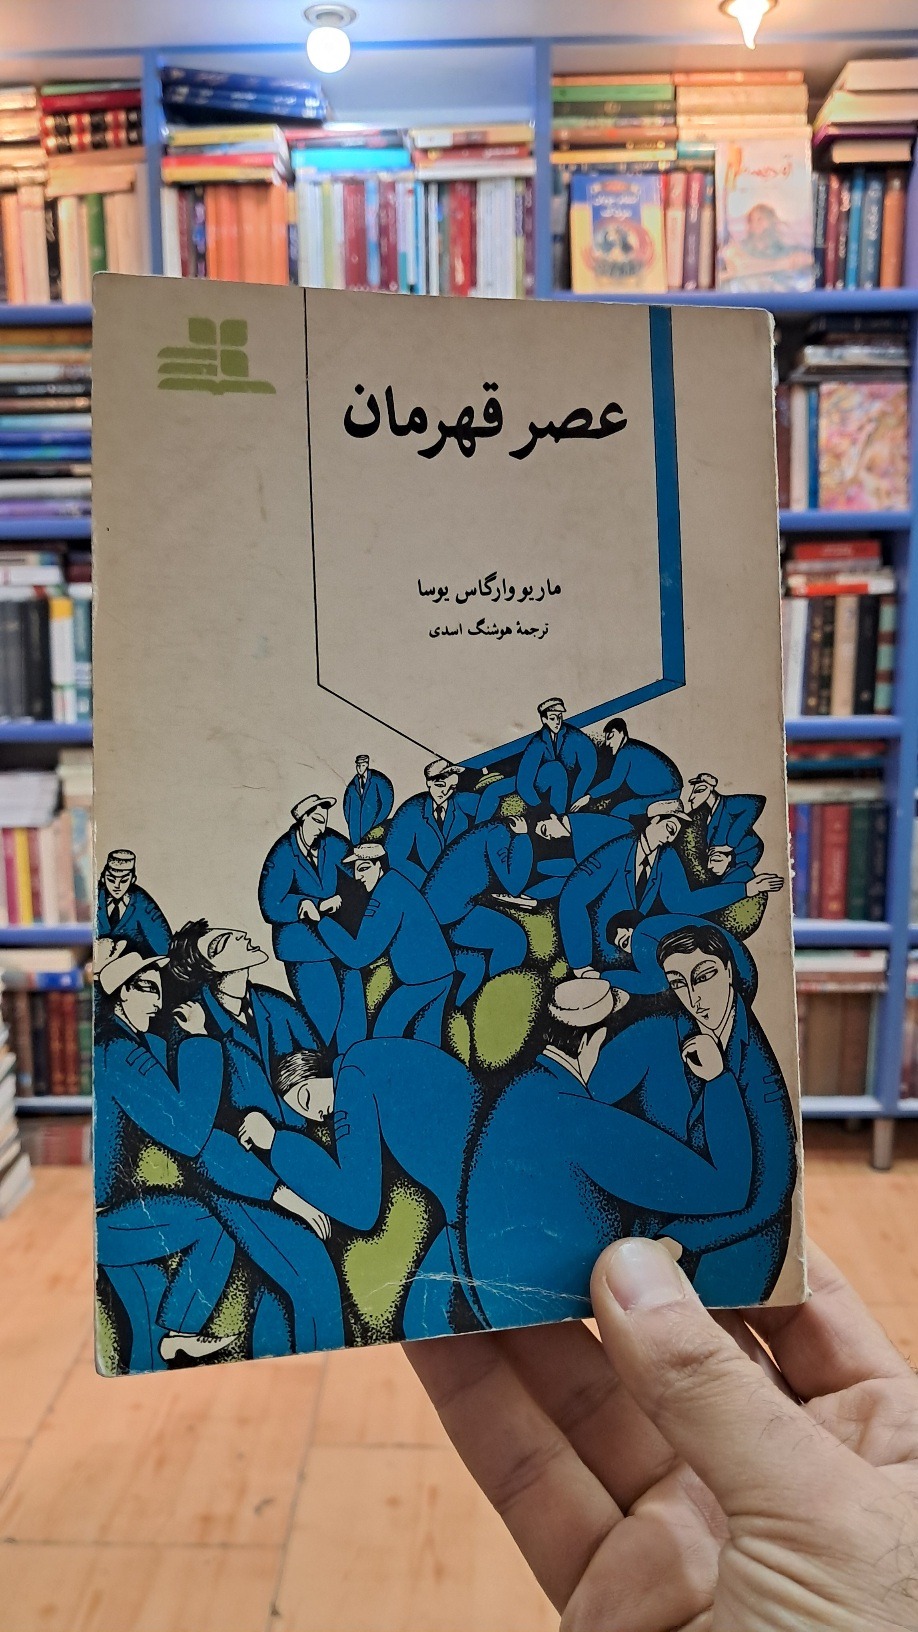 عصر قهرمان
ماریو وارگاس یوسا
ترجمهٔ هوشنگ اسدی